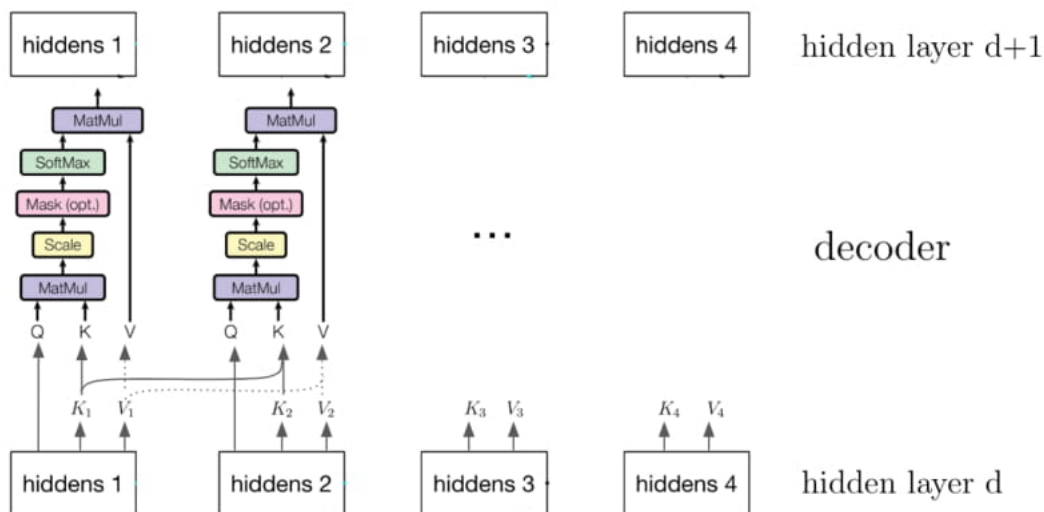 hiddens 1 hiddens 2 hiddens 3 hiddens 4 hidden layer d+1
MatMul MatMul
SoftMax SoftMax
Mask (opt.) Mask (opt.)
... decoder
Scale Scale
MatMul MatMul
Q K V Q K V
K₁ V₁ K₂ V₂ K₃ V₃ K₄ V₄
hiddens 1 hiddens 2 hiddens 3 hiddens 4 hidden layer d